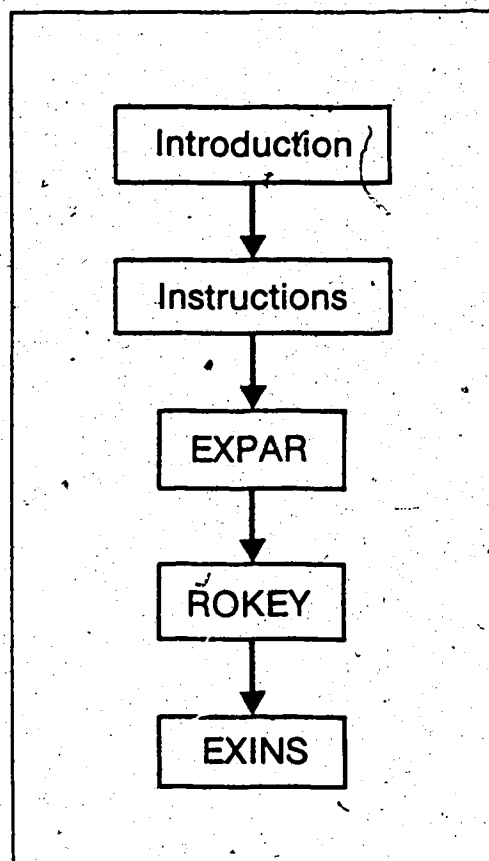 Introduction
Instructions
EXPAR
ROKEY
EXINS